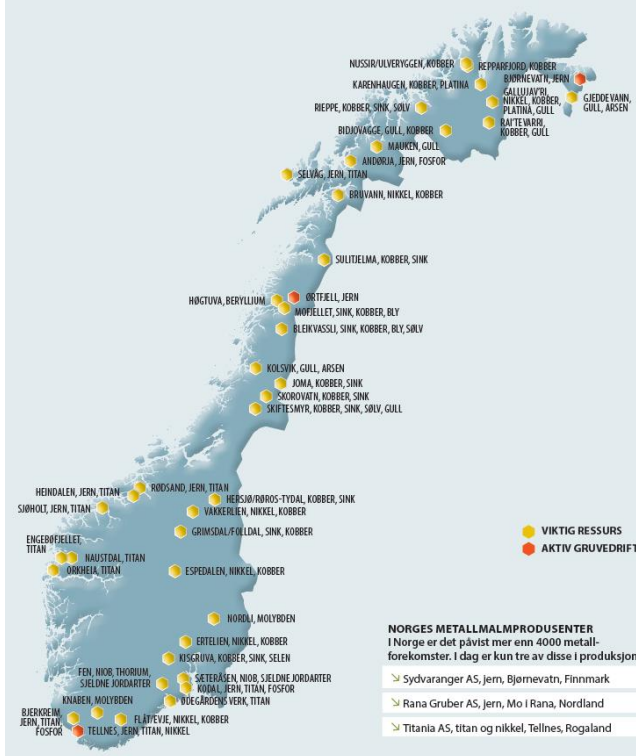 NUSSIR/ULVERYGGEN, KOBBER
REPPARFJORD, KOBBER
BJØRNEVATN, JERN
KARENHAUGEN, KOBBER, PLATINA
GALLUJAV'RI,
NIKKEL, KOBBER,
PLATINA, GULL
GJEDDEVANN,
GULL, ARSEN
RIEPPE, KOBBER, SINK, SØLV
RAI'TEVARRI,
KOBBER, GULL
BIDJOVAGGE, GULL, KOBBER
MAUKEN, GULL
ANDØRJA, JERN, FOSFOR
SELVÅG, JERN, TITAN
BRUVANN, NIKKEL, KOBBER
SULITJELMA, KOBBER, SINK
HØGTUVA, BERYLLIUM
ØRTFJELL, JERN
MOFJELLET, SINK, KOBBER, BLY
BLEIKVASSLI, SINK, KOBBER, BLY, SØLV
KOLSVIK, GULL, ARSEN
JOMA, KOBBER, SINK
SKOROVATN, KOBBER, SINK
SKIFTESMYR, KOBBER, SINK, SØLV, GULL
RØDSAND, JERN, TITAN
HEINDALEN, JERN, TITAN
HERSJØ/RØROS-TYDAL, KOBBER, SINK
SJØHOLT, JERN, TITAN
VAKKERLIEN, NIKKEL, KOBBER
GRIMSDAL/FOLLDAL, SINK, KOBBER
ENGEBØFJELLET,
TITAN
NAUSTDAL, TITAN
ORKHEIA, TITAN
ESPEDALEN, NIKKEL, KOBBER
VIKTIG RESSURS
AKTIV GRUVEDRIFT
NORDLI, MOLYBDEN
ERTELIEN, NIKKEL, KOBBER
KISGRUVA, KOBBER, SINK, SELEN
FEN, NIOB, THORIUM,
SJELDNE JORDARTER
SÆTERÅSEN, NIOB, SJELDNE JORDARTER
KODAL, JERN, TITAN, FOSFOR
ØDEGÅRDENS VERK, TITAN
KNABEN, MOLYBDEN
BJERKREIM,
JERN, TITAN,
FOSFOR
FLÅT/EVJE, NIKKEL, KOBBER
TELLNES, JERN, TITAN, NIKKEL
NORGES METALLMALMPRODUSENTER
I Norge er det påvist mer enn 4000 metall-
forekomster. I dag er kun tre av disse i produksjon
Sydvaranger AS, jern, Bjørnevatn, Finnmark
Rana Gruber AS, jern, Mo i Rana, Nordland
Titania AS, titan og nikkel, Tellnes, Rogaland